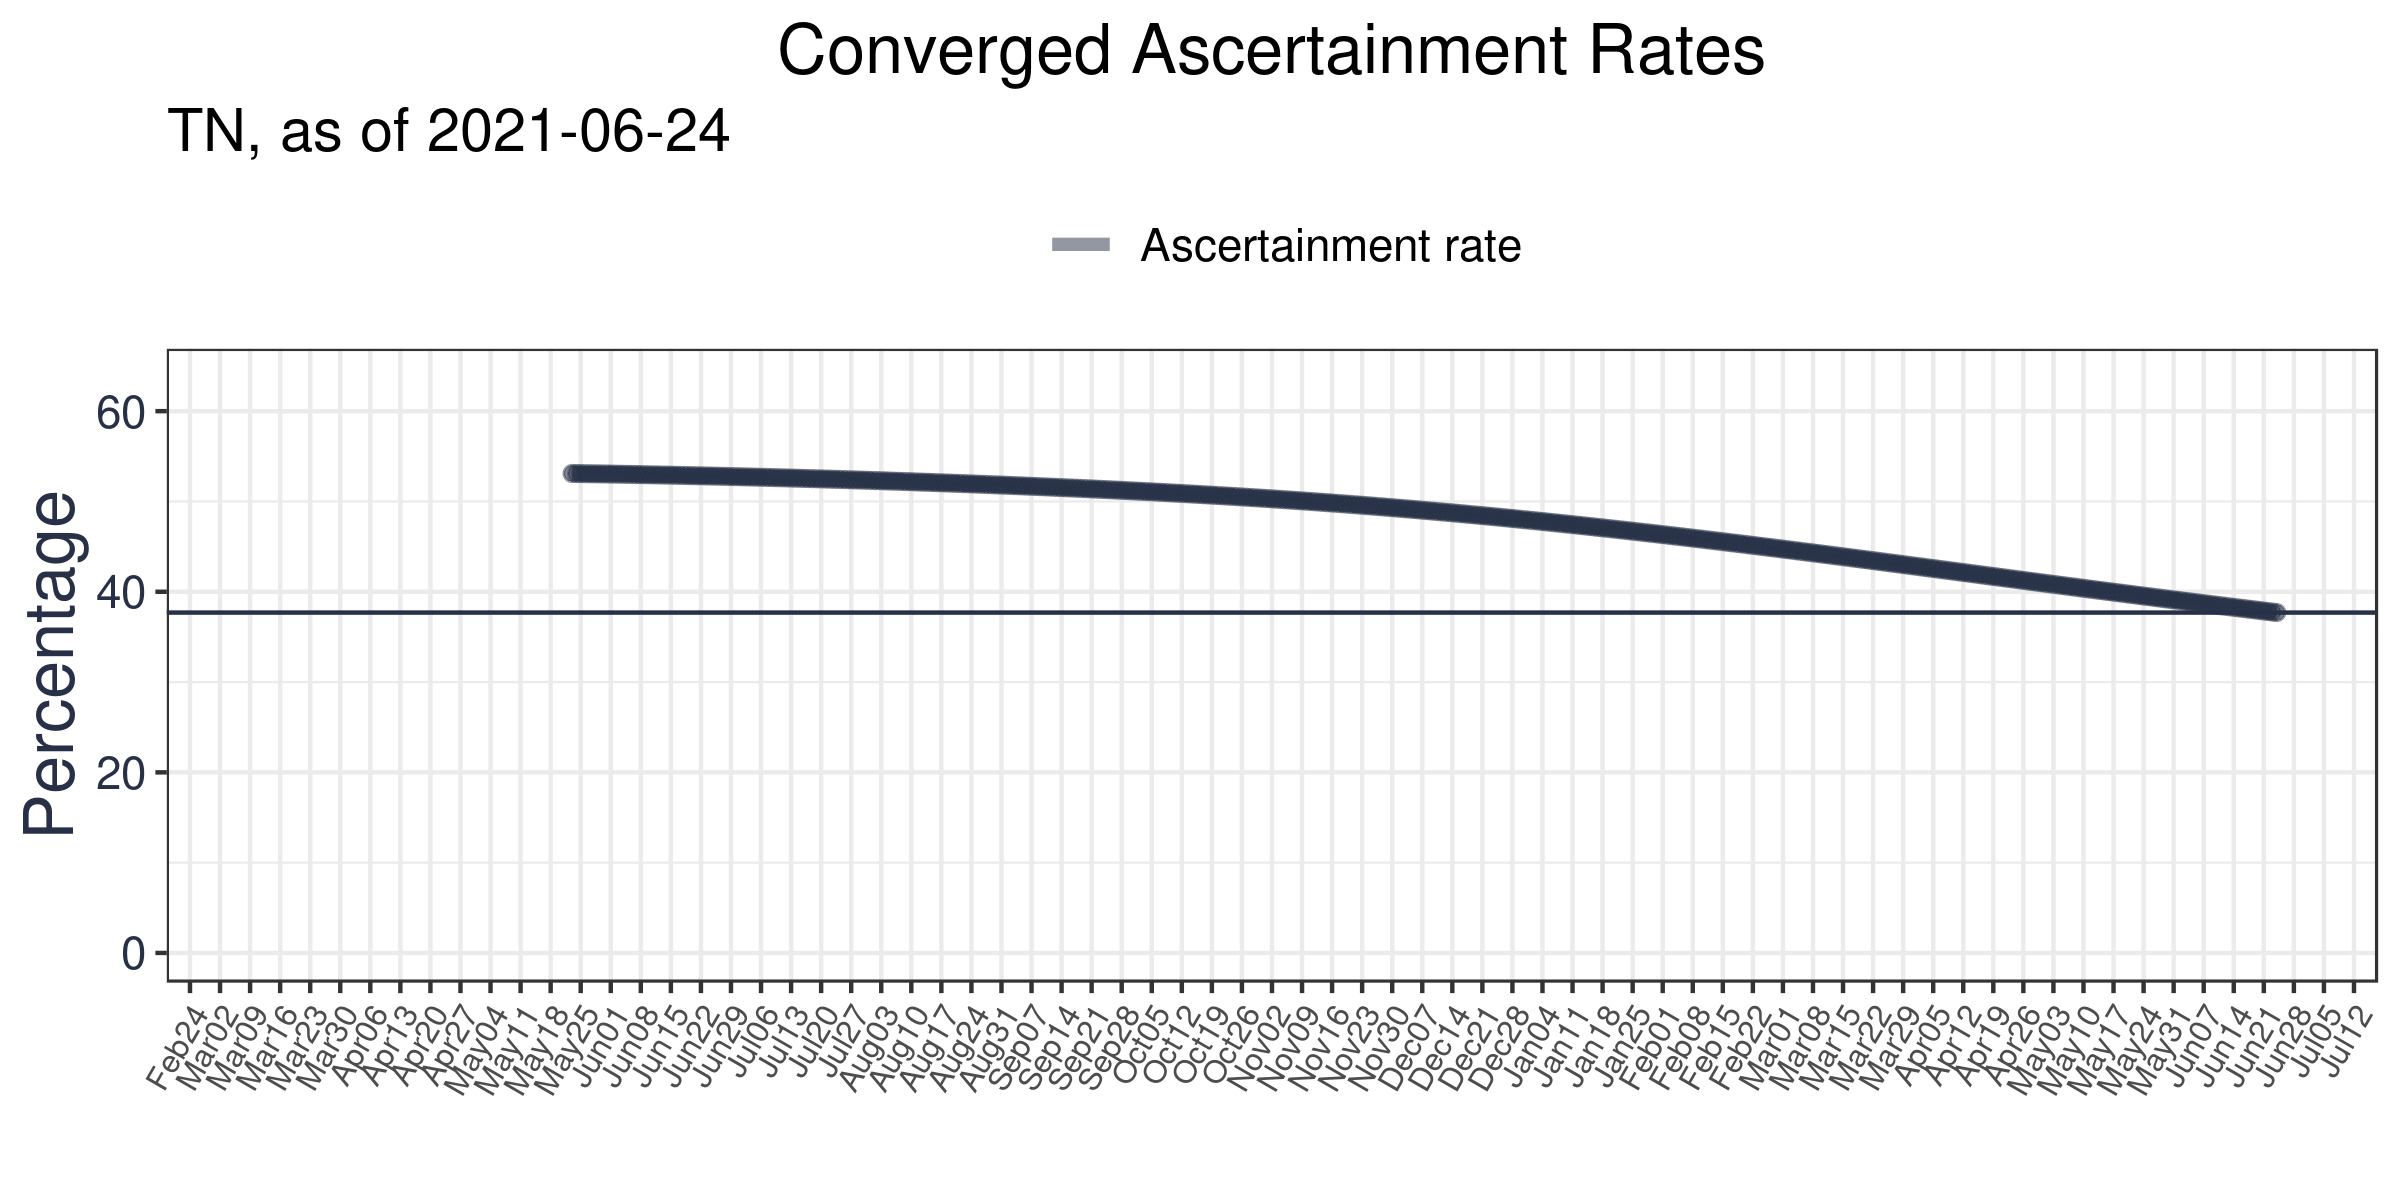 Converged Ascertainment Rates
TN, as of 2021-06-24
Ascertainment rate
Percentage
60
40
20
0
Feb24
Mar02
Mar09
Mar16
Mar23
Mar30
Apr06
Apr13
Apr20
Apr27
May04
May11
May18
May25
Jun01
Jun08
Jun15
Jun22
Jun29
Jul06
Jul13
Jul20
Jul27
Aug03
Aug10
Aug17
Aug24
Aug31
Sep07
Sep14
Sep21
Sep28
Oct05
Oct12
Oct19
Oct26
Nov02
Nov09
Nov16
Nov23
Nov30
Dec07
Dec14
Dec21
Dec28
Jan04
Jan11
Jan18
Jan25
Feb01
Feb08
Feb15
Feb22
Mar01
Mar08
Mar15
Mar22
Mar29
Apr05
Apr12
Apr19
Apr26
May03
May10
May17
May24
May31
Jun07
Jun14
Jun21
Jun28
Jul05
Jul12